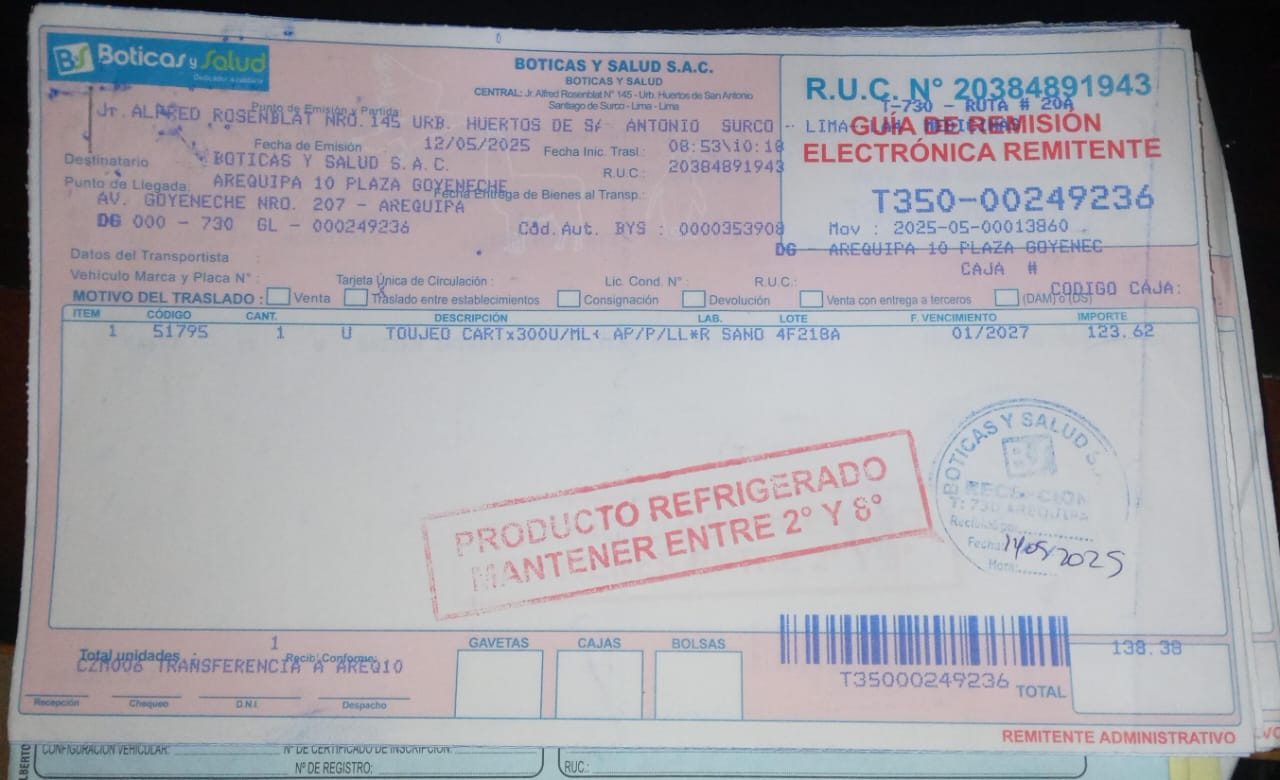 BS Boticas y Salud
BOTICAS Y SALUD S.A.C.
BOTICAS Y SALUD
CENTRAL: Jr. Alfred Rosenblat N° 145 - Urb. Huertos de San Antonio
Santiago de Surco - Lima - Lima
R.U.C. N° 20384891943
T-730 - RUTA # 20A
GUÍA DE REMISIÓN
ELECTRÓNICA REMITENTE
T350-00249236
Mov : 2025-05-00013860
DG - AREQUIPA 10 PLAZA GOYENEC
CAJA #
CODIGO CAJA:
Punto de Emisión y Partida:
Jr. ALFRED ROSENBLAT NRO. 145 URB. HUERTOS DE S/ ANTONIO SURCO - LIMA
Fecha de Emisión 12/05/2025 Fecha Inic. Trasl.: 08:53\10:18
Destinatario BOTICAS Y SALUD S.A.C. R.U.C.: 20384891943
Punto de Llegada: AREQUIPA 10 PLAZA GOYENECHE
Fecha Entrega de Bienes al Transp.:
AV. GOYENECHE NRO. 207 - AREQUIPA
DG 000 - 730 GL - 000249236 Cód. Aut. BYS : 0000353908
Datos del Transportista :
Vehículo Marca y Placa N° : Tarjeta Única de Circulación : Lic. Cond. N° : R.U.C.:
MOTIVO DEL TRASLADO : Venta Traslado entre establecimientos Consignación Devolución Venta con entrega a terceros (DAM) o (DS)
ITEM CÓDIGO CANT. DESCRIPCIÓN LAB. LOTE F. VENCIMIENTO IMPORTE
1 51795 1 U TOUJEO CARTx300U/ML< AP/P/LL*R SANO 4F218A 01/2027 123.62
PRODUCTO REFRIGERADO
MANTENER ENTRE 2° Y 8°
BOTICAS Y SALUD S.
BS
RECEPCION
T: 730 AREQUIPA
Recibido por:
Fecha: 14/05/2025
Hora:
Total unidades : 1
Recibí Conforme:
CZM006 TRANSFERENCIA A AREQ10
Recepción Chequeo D.N.I. Despacho
GAVETAS CAJAS BOLSAS
T35000249236
TOTAL 138.38
REMITENTE ADMINISTRATIVO
CONFIGURACIÓN VEHICULAR: N° DE CERTIFICADO DE INSCRIPCIÓN:
N° DE REGISTRO: RUC: